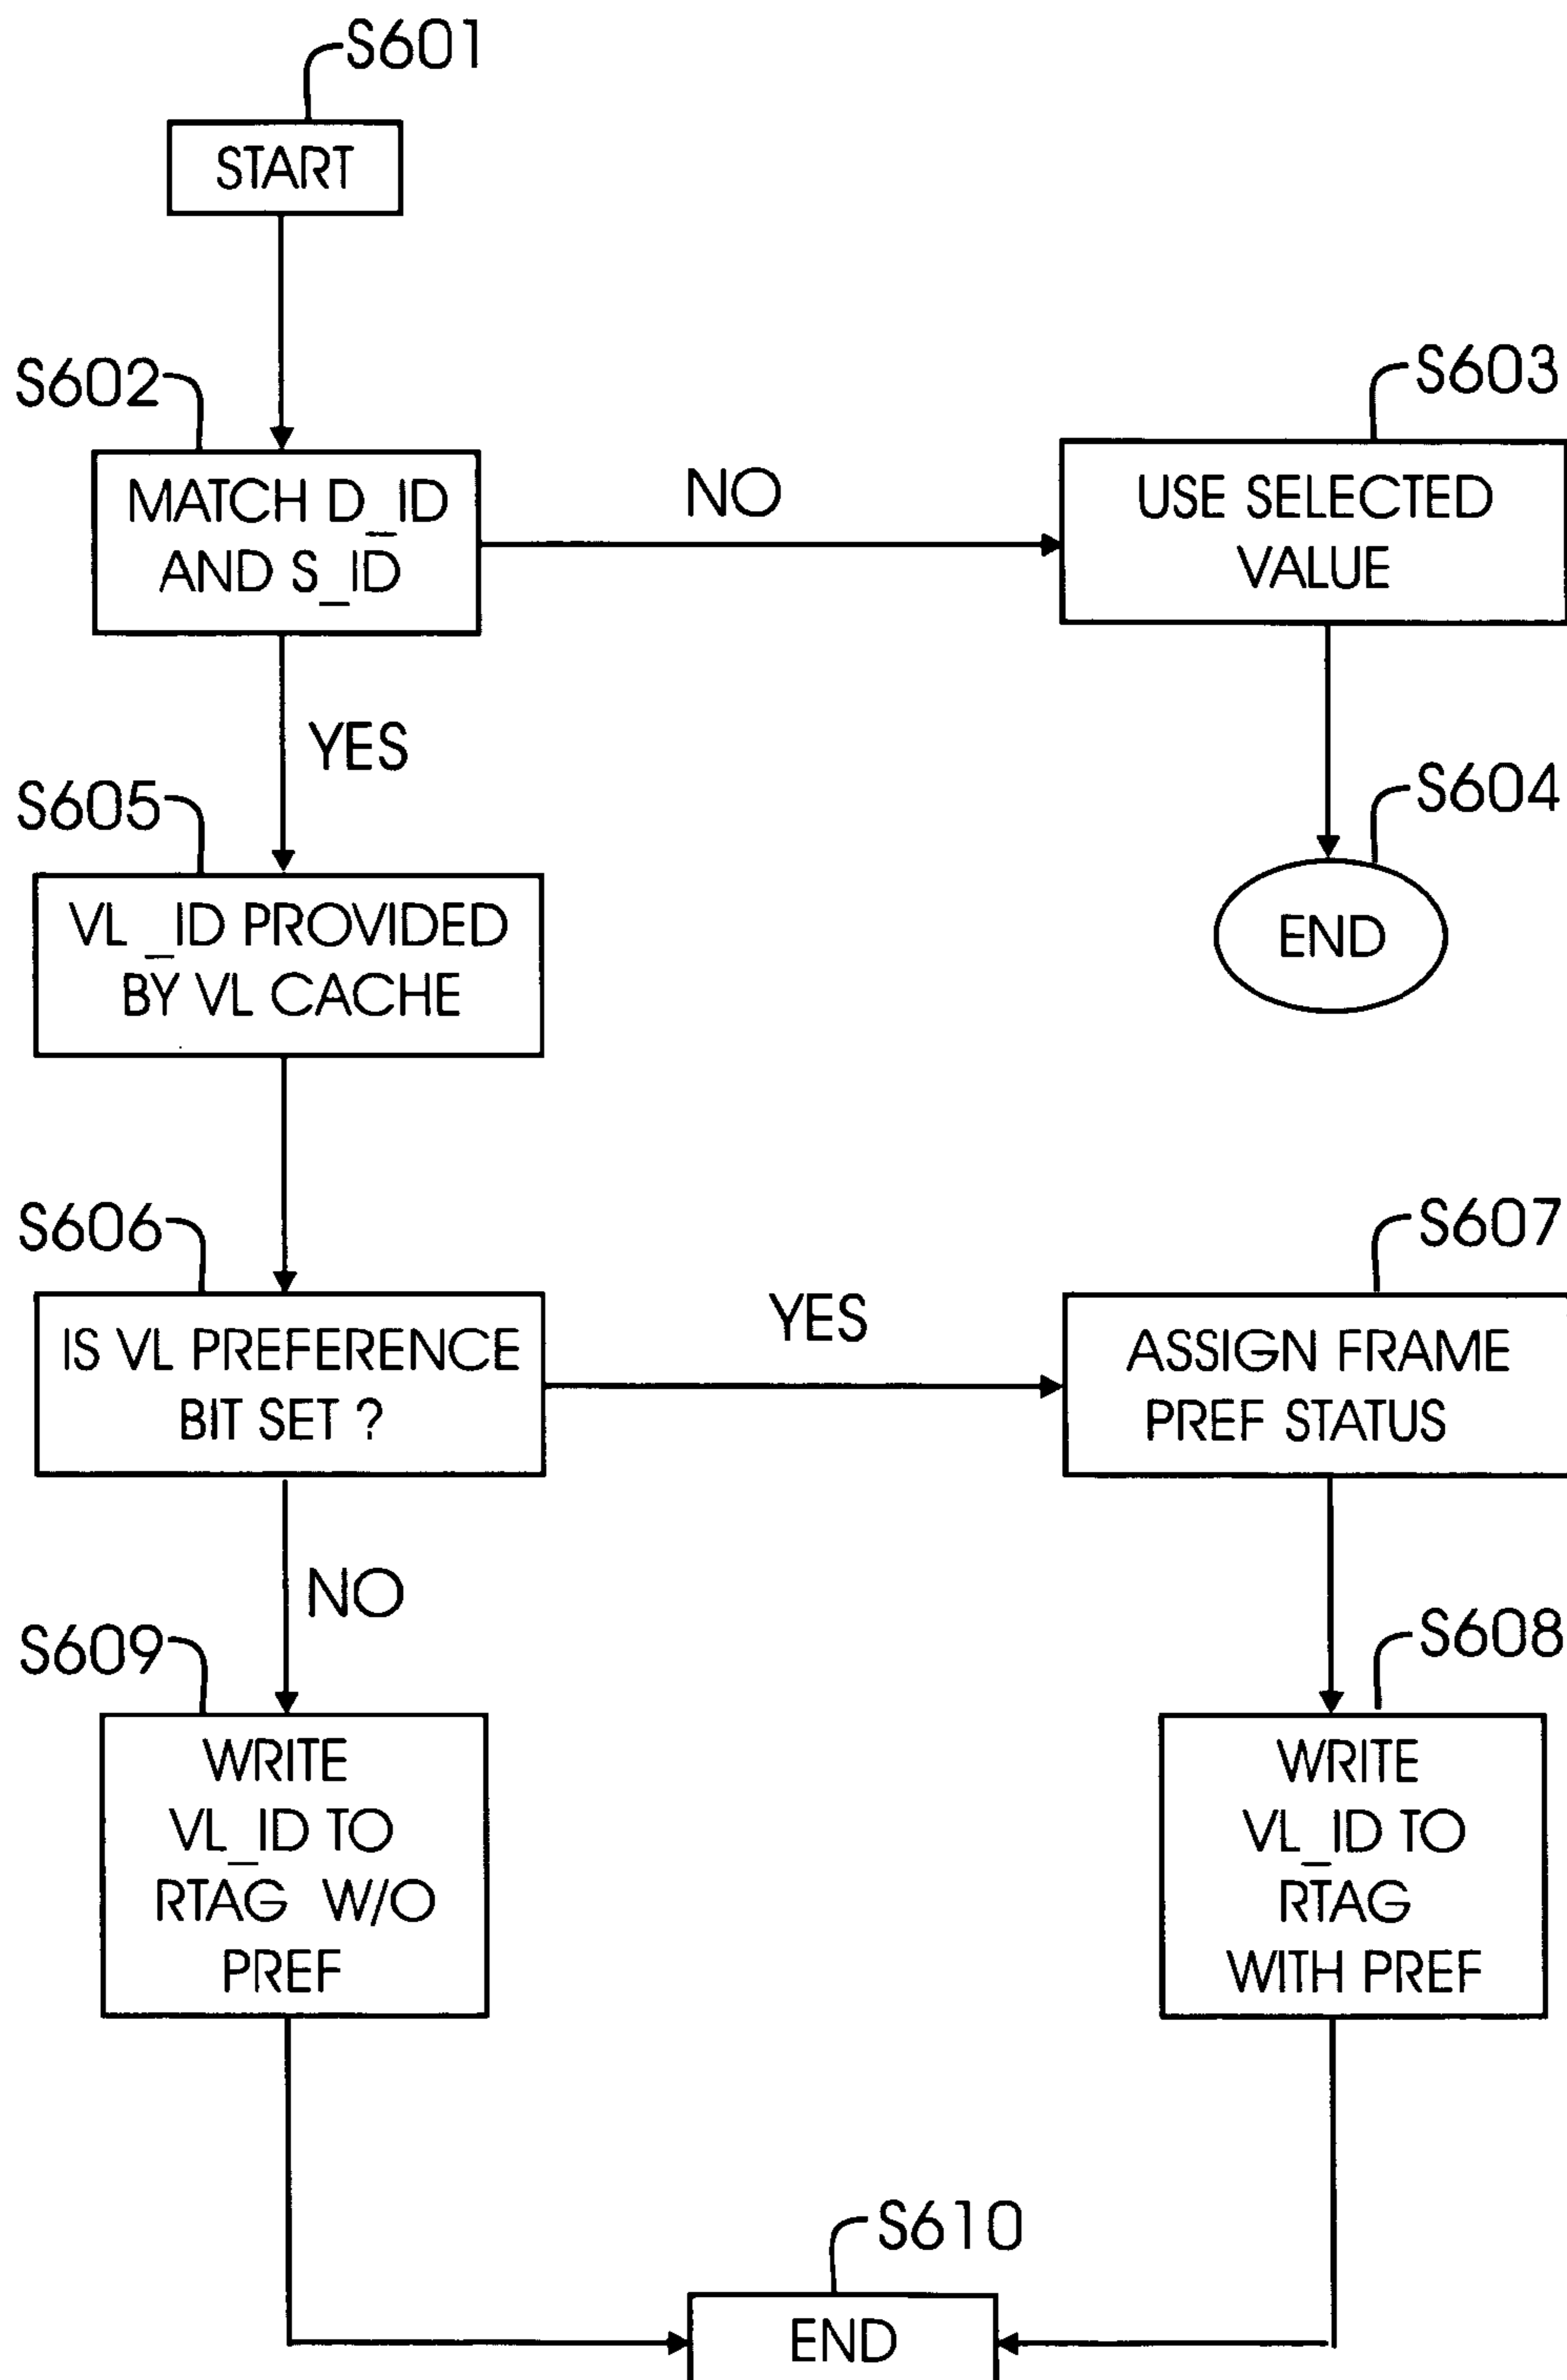 S601
START
S602
S603
MATCH D_ID
AND S_ID
NO
USE SELECTED
VALUE
YES
S605
S604
VL _ID PROVIDED
BY VL CACHE
END
S606
S607
IS VL PREFERENCE
BIT SET ?
YES
ASSIGN FRAME
PREF STATUS
NO
S609
S608
WRITE
VL_ID TO
RTAG W/O
PREF
WRITE
VL_ID TO
RTAG
WITH PREF
S610
END